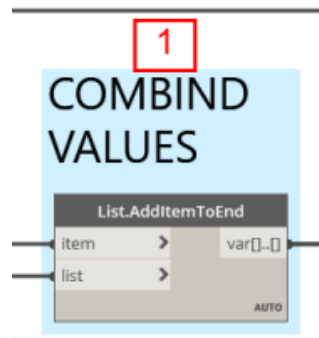 1
COMBIND
VALUES
List.AddItemToEnd
item > var[]..[]
list >
AUTO